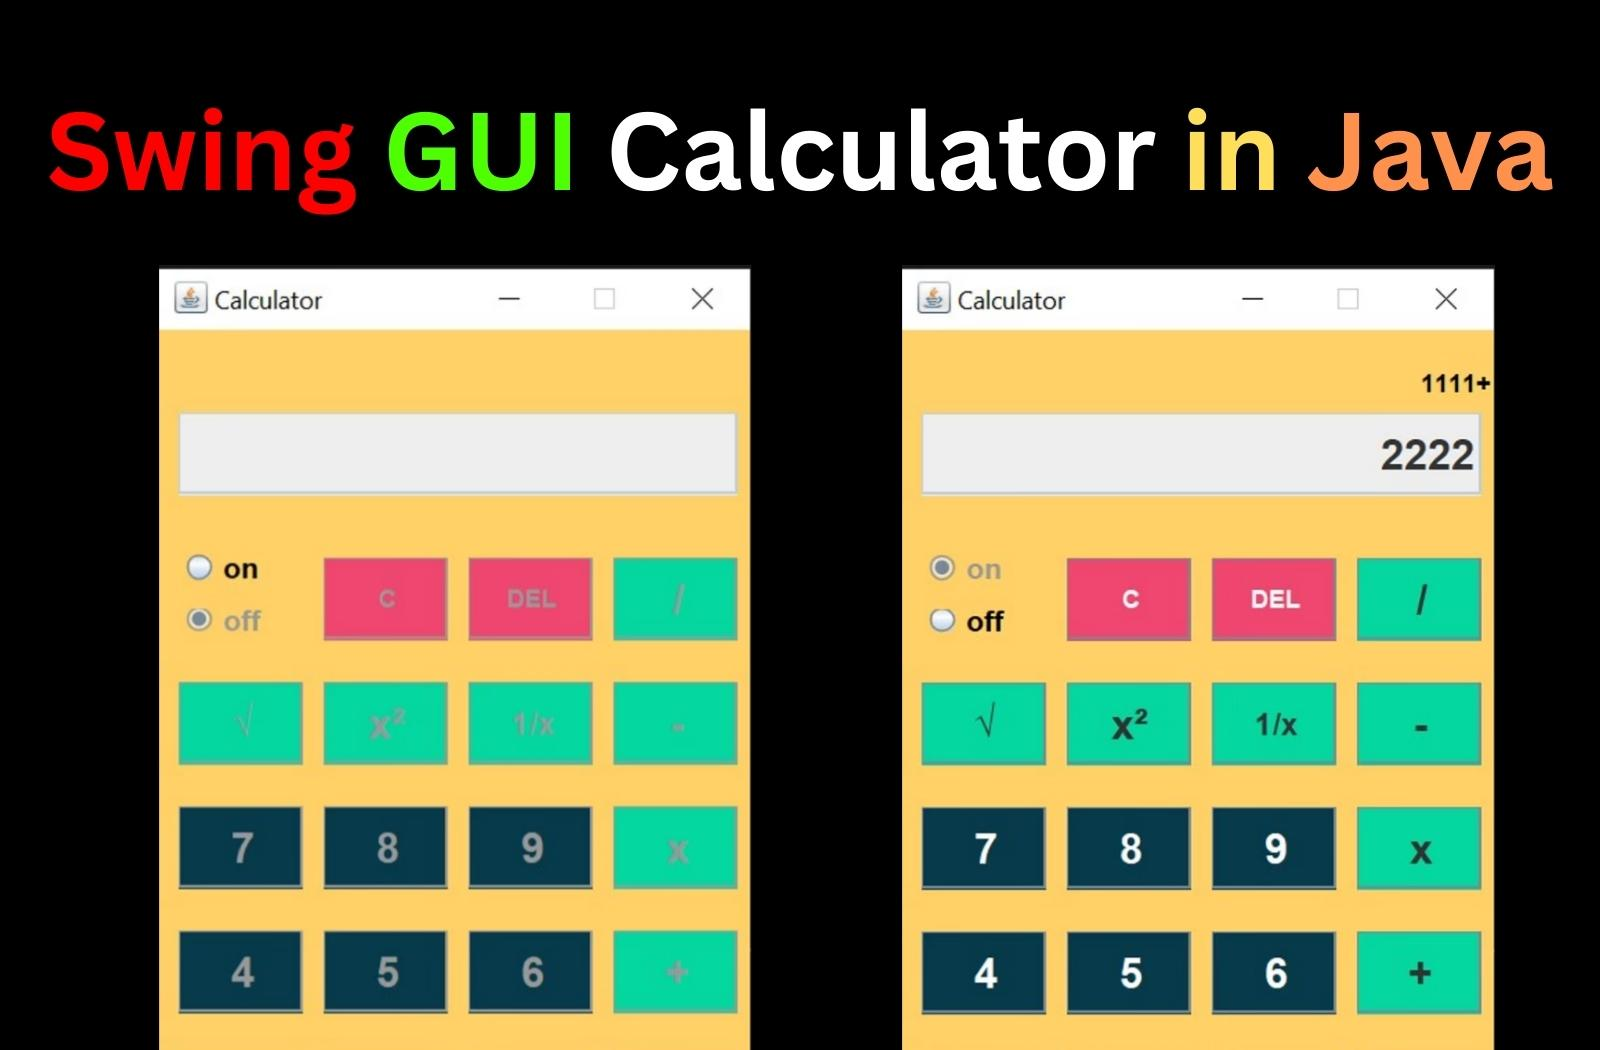 Swing GUI Calculator in Java
Calculator
on
off
C DEL /
√ x² 1/x -
7 8 9 x
4 5 6 +
Calculator
1111+
2222
on
off
C DEL /
√ x² 1/x -
7 8 9 x
4 5 6 +